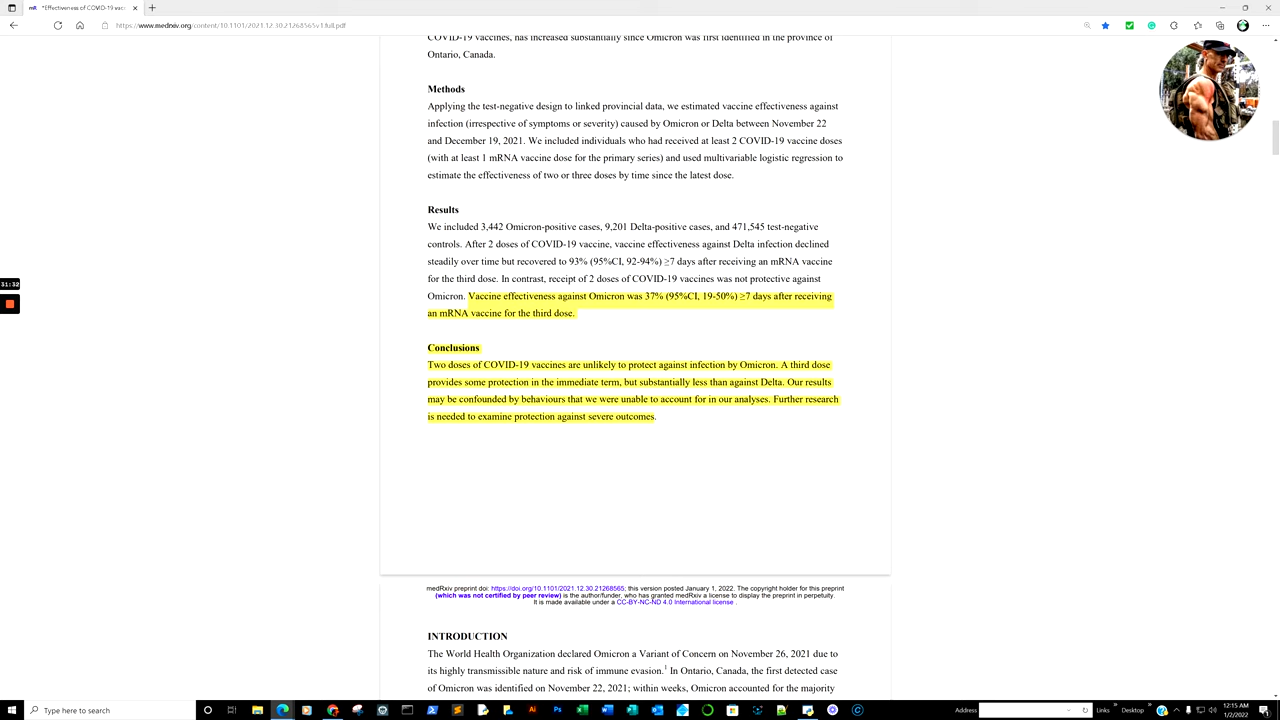 *Effectiveness of COVID-19 vacc
https://www.medrxiv.org/content/10.1101/2021.12.30.21268565v1.full.pdf
COVID-19 vaccines, has increased substantially since Omicron was first identified in the province of
Ontario, Canada.
Methods
Applying the test-negative design to linked provincial data, we estimated vaccine effectiveness against
infection (irrespective of symptoms or severity) caused by Omicron or Delta between November 22
and December 19, 2021. We included individuals who had received at least 2 COVID-19 vaccine doses
(with at least 1 mRNA vaccine dose for the primary series) and used multivariable logistic regression to
estimate the effectiveness of two or three doses by time since the latest dose.
Results
We included 3,442 Omicron-positive cases, 9,201 Delta-positive cases, and 471,545 test-negative
controls. After 2 doses of COVID-19 vaccine, vaccine effectiveness against Delta infection declined
steadily over time but recovered to 93% (95%CI, 92-94%) ≥7 days after receiving an mRNA vaccine
for the third dose. In contrast, receipt of 2 doses of COVID-19 vaccines was not protective against
31:32
Omicron. Vaccine effectiveness against Omicron was 37% (95%CI, 19-50%) ≥7 days after receiving
an mRNA vaccine for the third dose.
Conclusions
Two doses of COVID-19 vaccines are unlikely to protect against infection by Omicron. A third dose
provides some protection in the immediate term, but substantially less than against Delta. Our results
may be confounded by behaviours that we were unable to account for in our analyses. Further research
is needed to examine protection against severe outcomes.
medRxiv preprint doi: https://doi.org/10.1101/2021.12.30.21268565; this version posted January 1, 2022. The copyright holder for this preprint
(which was not certified by peer review) is the author/funder, who has granted medRxiv a license to display the preprint in perpetuity.
It is made available under a CC-BY-NC-ND 4.0 International license .
INTRODUCTION
The World Health Organization declared Omicron a Variant of Concern on November 26, 2021 due to
its highly transmissible nature and risk of immune evasion.1 In Ontario, Canada, the first detected case
of Omicron was identified on November 22, 2021; within weeks, Omicron accounted for the majority
Type here to search
Address
Links
Desktop
12:15 AM
1/2/2022